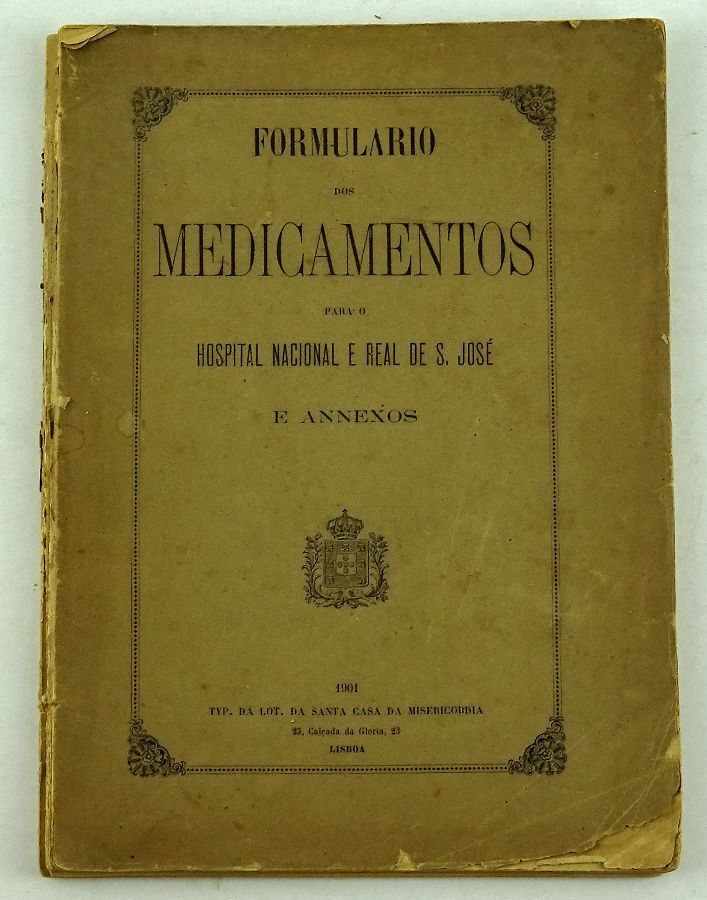 FORMULARIO
DOS
MEDICAMENTOS
PARA O
HOSPITAL NACIONAL E REAL DE S. JOSÉ
E ANNEXOS
1901
TYP. DA LOT. DA SANTA CASA DA MISERICORDIA
23, Calçada da Gloria, 23
LISBOA